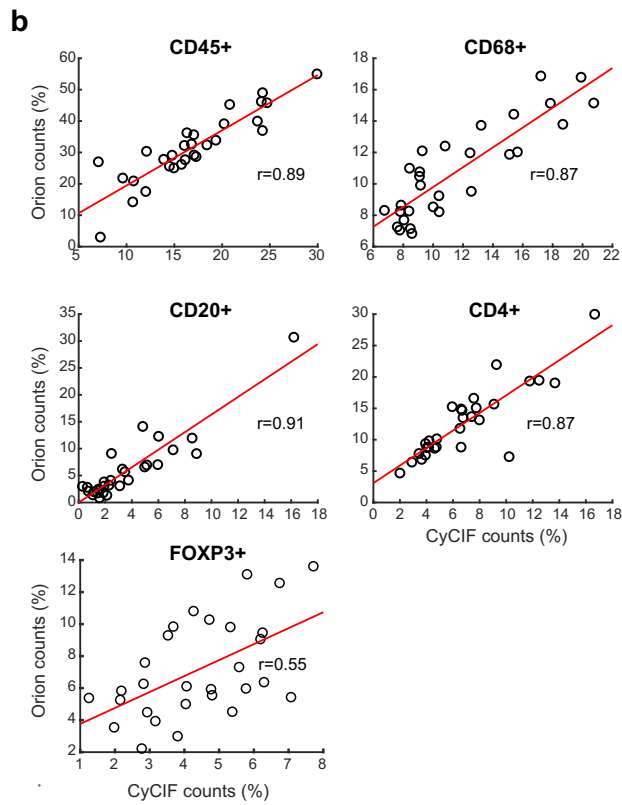 b
CD45+
Orion counts (%)
60
50
40
30
20
10
0
r=0.89
5 10 15 20 25 30
CD68+
18
16
14
12
10
8
6
r=0.87
6 8 10 12 14 16 18 20 22
CD20+
Orion counts (%)
35
30
25
20
15
10
5
0
r=0.91
0 2 4 6 8 10 12 14 16 18
CD4+
30
25
20
15
10
5
0
r=0.87
0 2 4 6 8 10 12 14 16 18
CyCIF counts (%)
FOXP3+
Orion counts (%)
14
12
10
8
6
4
2
r=0.55
1 2 3 4 5 6 7 8
CyCIF counts (%)